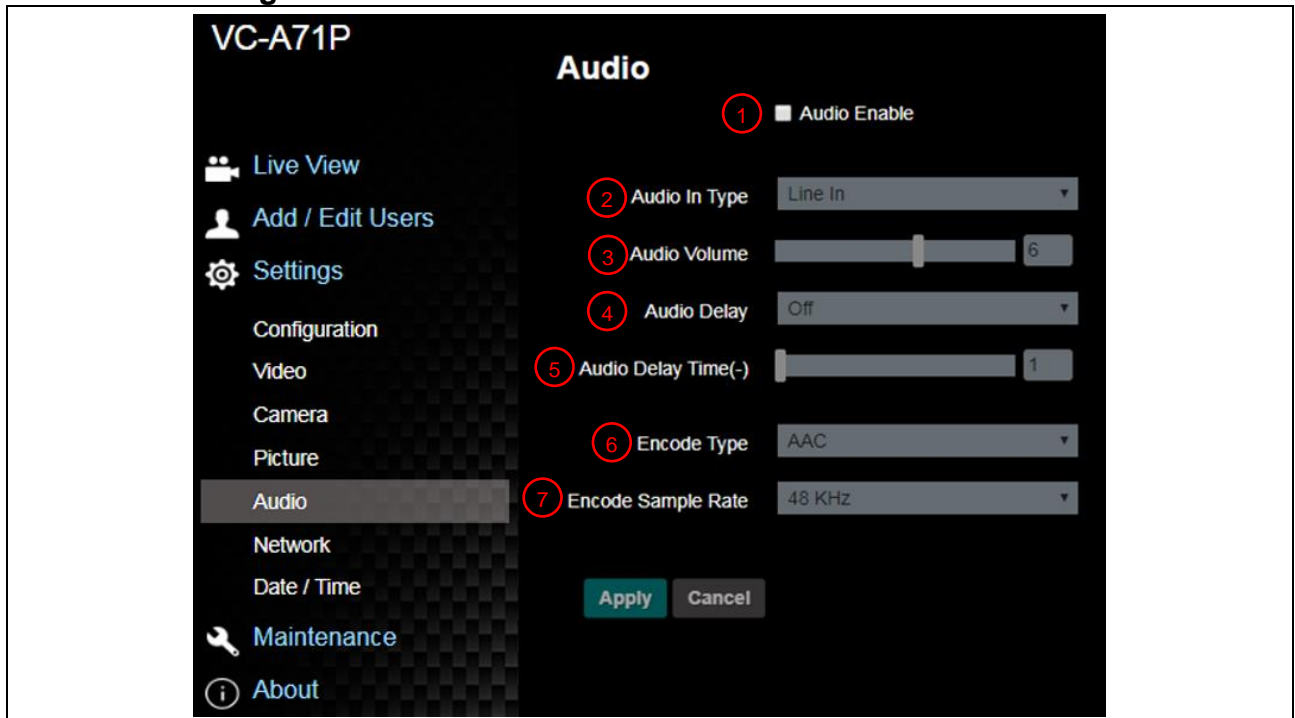 VC-A71P
Audio
1 Audio Enable
Live View
Add / Edit Users
Settings
Configuration
Video
Camera
Picture
Audio
Network
Date / Time
Maintenance
About
2 Audio In Type Line In
3 Audio Volume 6
4 Audio Delay Off
5 Audio Delay Time(-) 1
6 Encode Type AAC
7 Encode Sample Rate 48 KHz
Apply Cancel